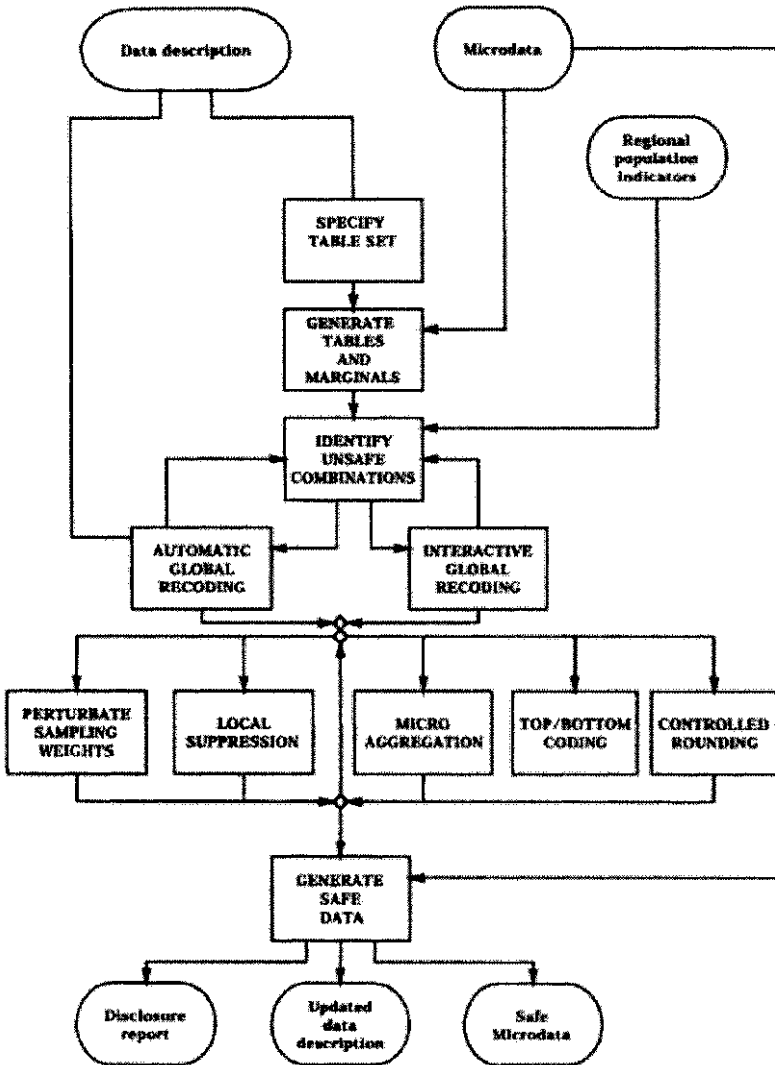 Data description
Microdata
Regional
population
indicators
SPECIFY
TABLE SET
GENERATE
TABLES
AND
MARGINALS
IDENTIFY
UNSAFE
COMBINATIONS
AUTOMATIC
GLOBAL
RECODING
INTERACTIVE
GLOBAL
RECODING
PERTURBATE
SAMPLING
WEIGHTS
LOCAL
SUPPRESSION
MICRO
AGGREGATION
TOP/BOTTOM
CODING
CONTROLLED
ROUNDING
GENERATE
SAFE
DATA
Disclosure
report
Updated
data
description
Safe
Microdata